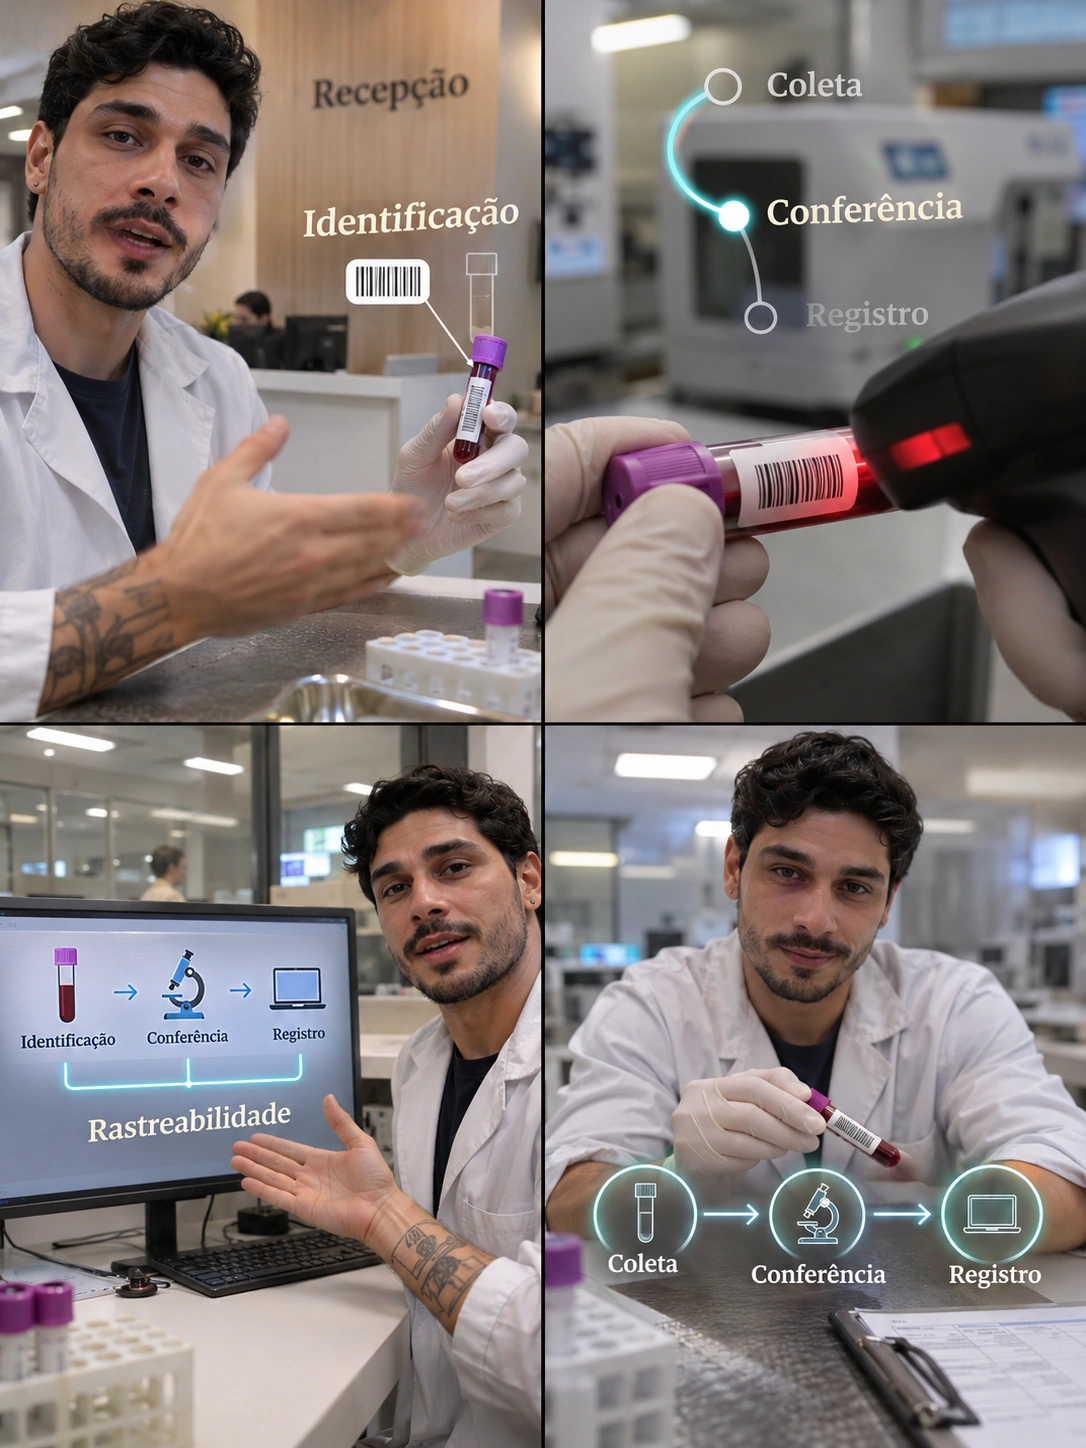 Recepção
Identificação
Coleta
Conferência
Registro
Identificação
Conferência
Registro
Rastreabilidade
Coleta
Conferência
Registro